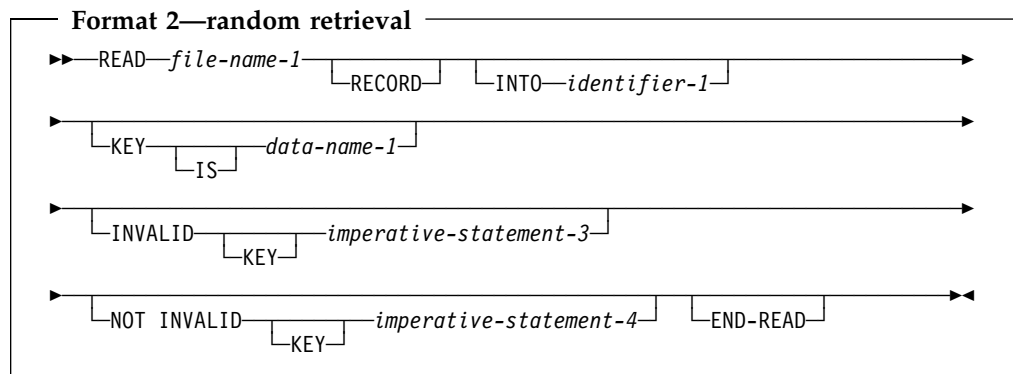 Format 2—random retrieval
READ file-name-1 RECORD INTO identifier-1
KEY IS data-name-1
INVALID KEY imperative-statement-3
NOT INVALID KEY imperative-statement-4 END-READ